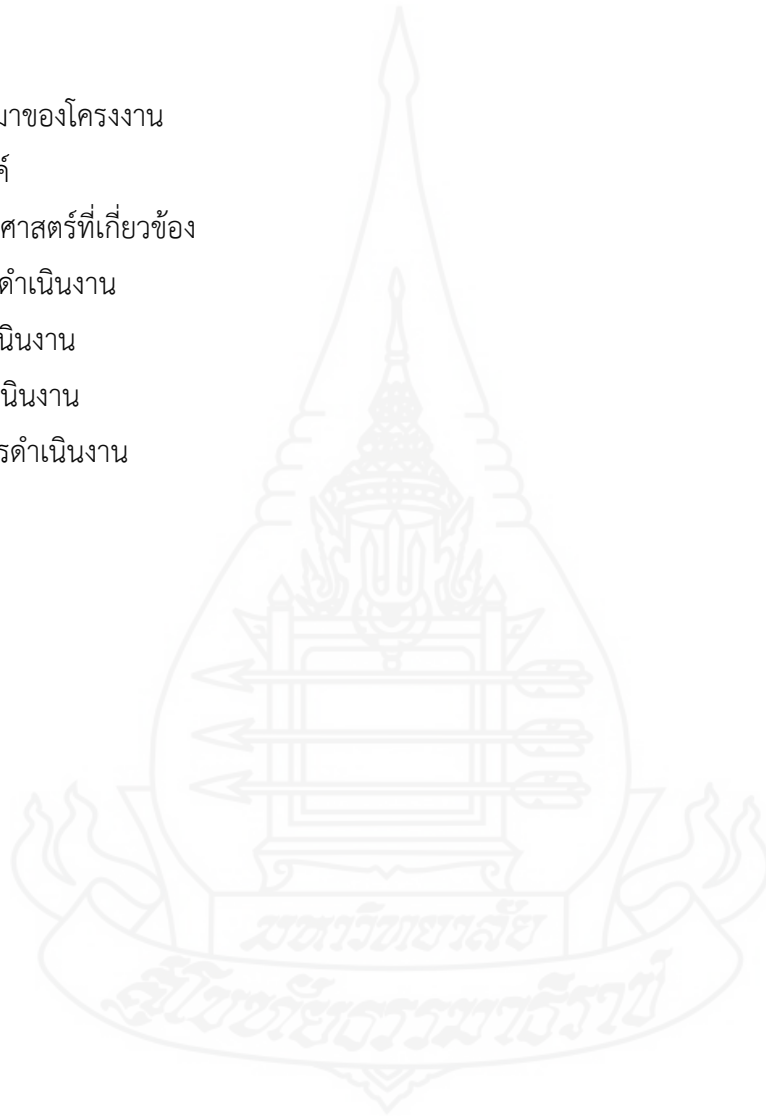 มาของโครงงาน
ค์
ศาสตร์ที่เกี่ยวข้อง
ดำเนินงาน
นินงาน
นินงาน
รดำเนินงาน
มหาวิทยาลัย
สุโขทัยธรรมาธิราช